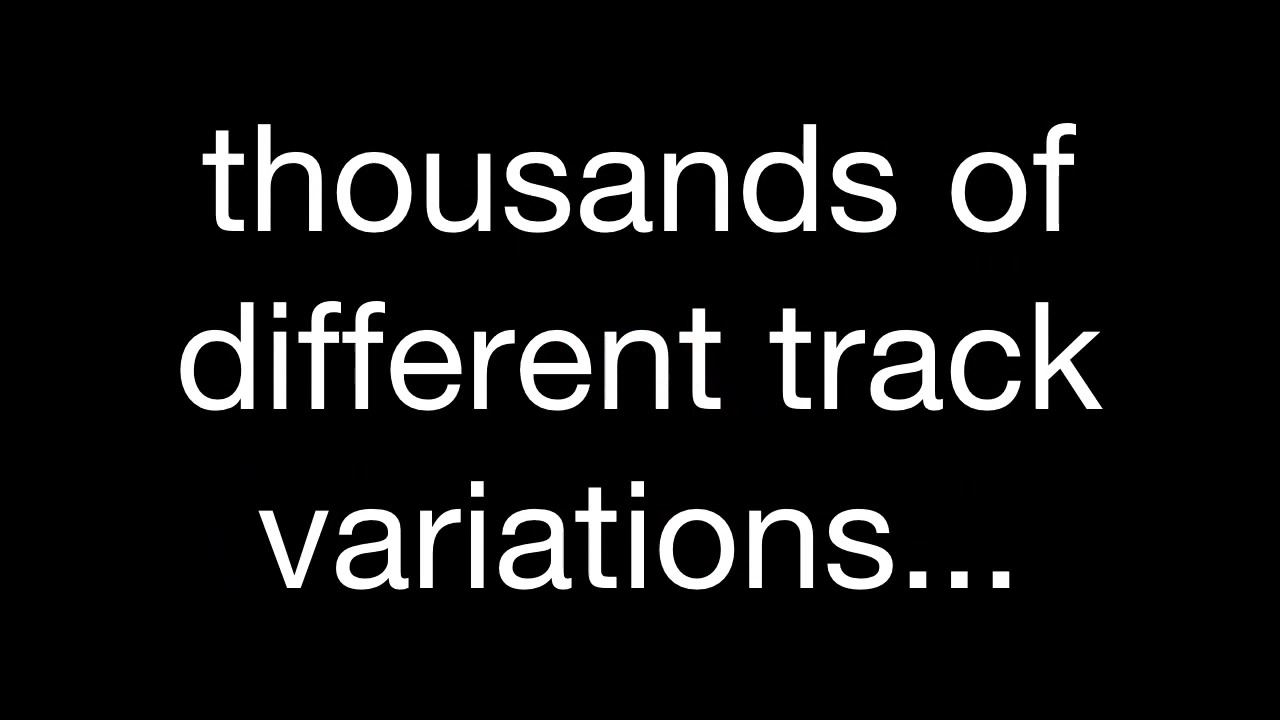 thousands of
different track
variations...